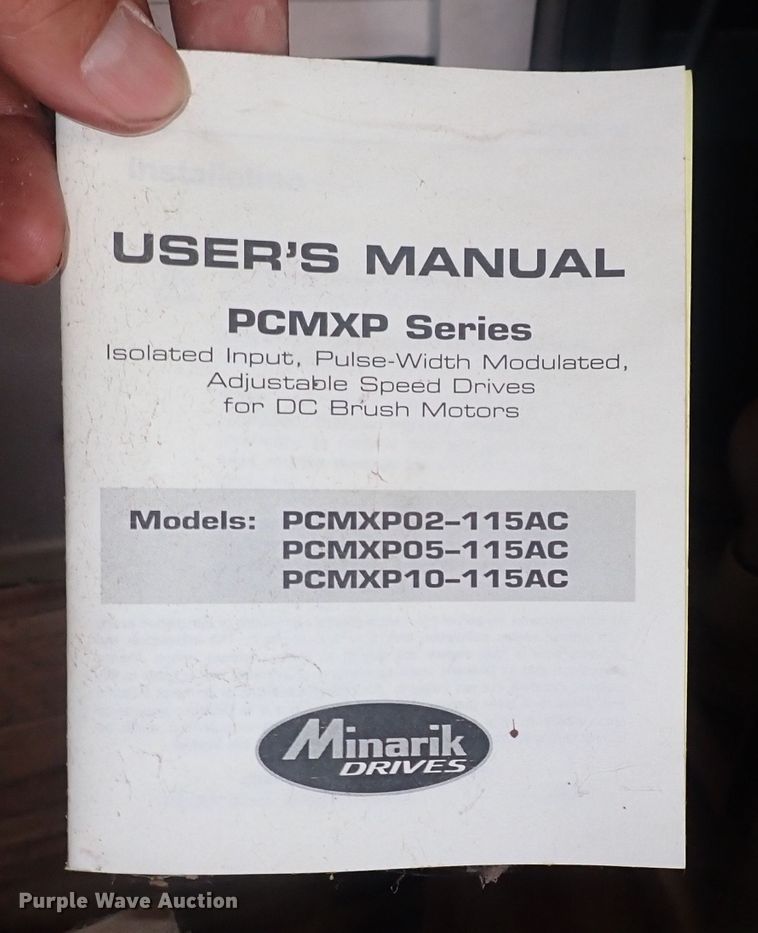 USER'S MANUAL
PCMXP Series
Isolated Input, Pulse-Width Modulated,
Adjustable Speed Drives
for DC Brush Motors
Models: PCMXP02-115AC
PCMXP05-115AC
PCMXP10-115AC
Minarik
DRIVES
Purple Wave Auction